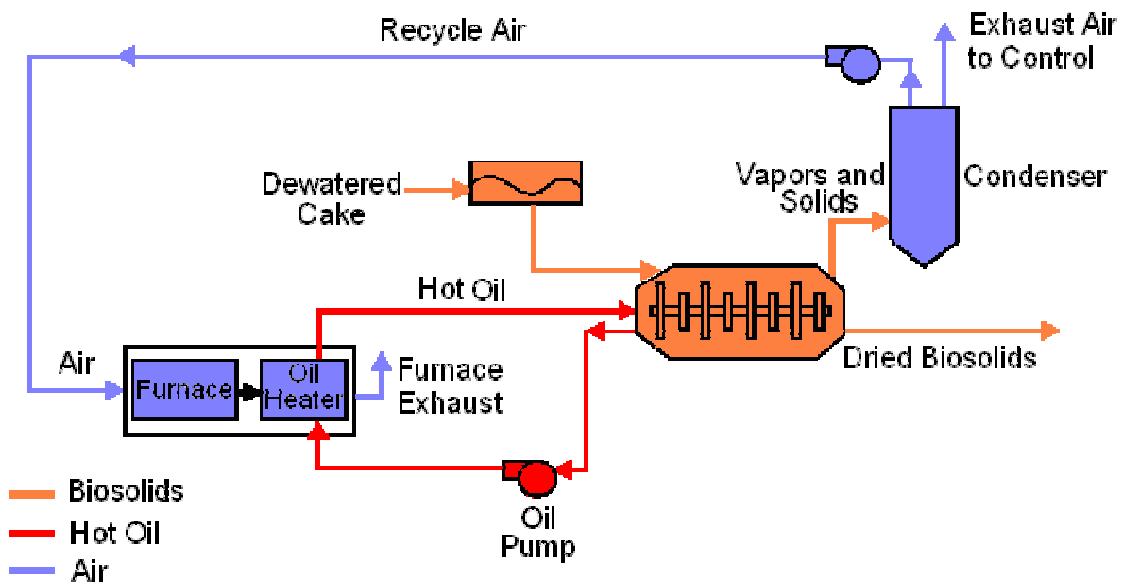 Recycle Air
Exhaust Air
to Control
Dewatered
Cake
Vapors and
Solids
Condenser
Hot Oil
Dried Biosolids
Air
Furnace
Oil
Heater
Furnace
Exhaust
Oil
Pump
Biosolids
Hot Oil
Air